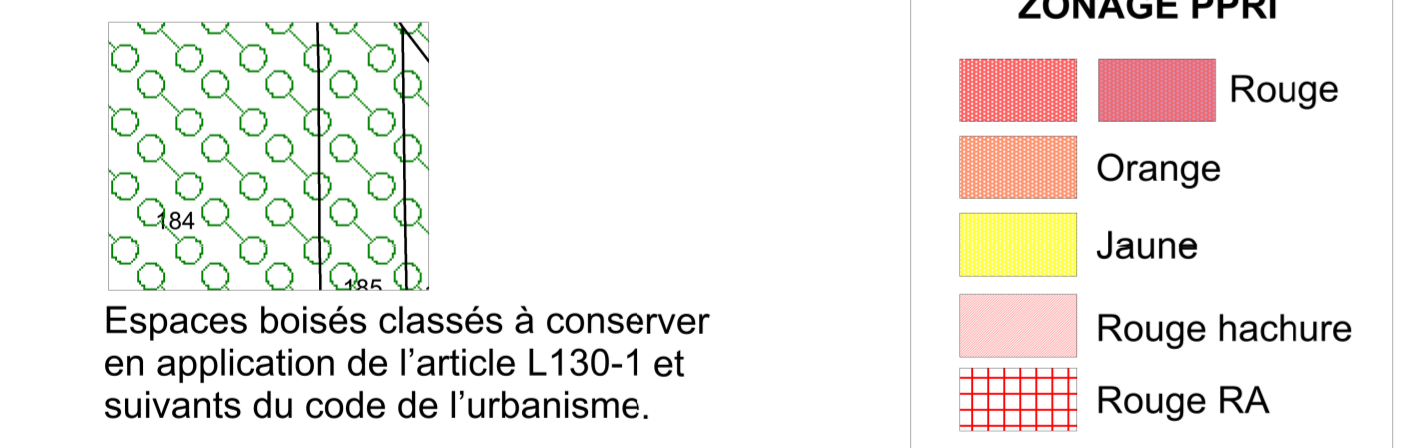 184
185
Espaces boisés classés à conserver
en application de l’article L130-1 et
suivants du code de l’urbanisme.
ZONAGE PPRI
Rouge
Orange
Jaune
Rouge hachure
Rouge RA